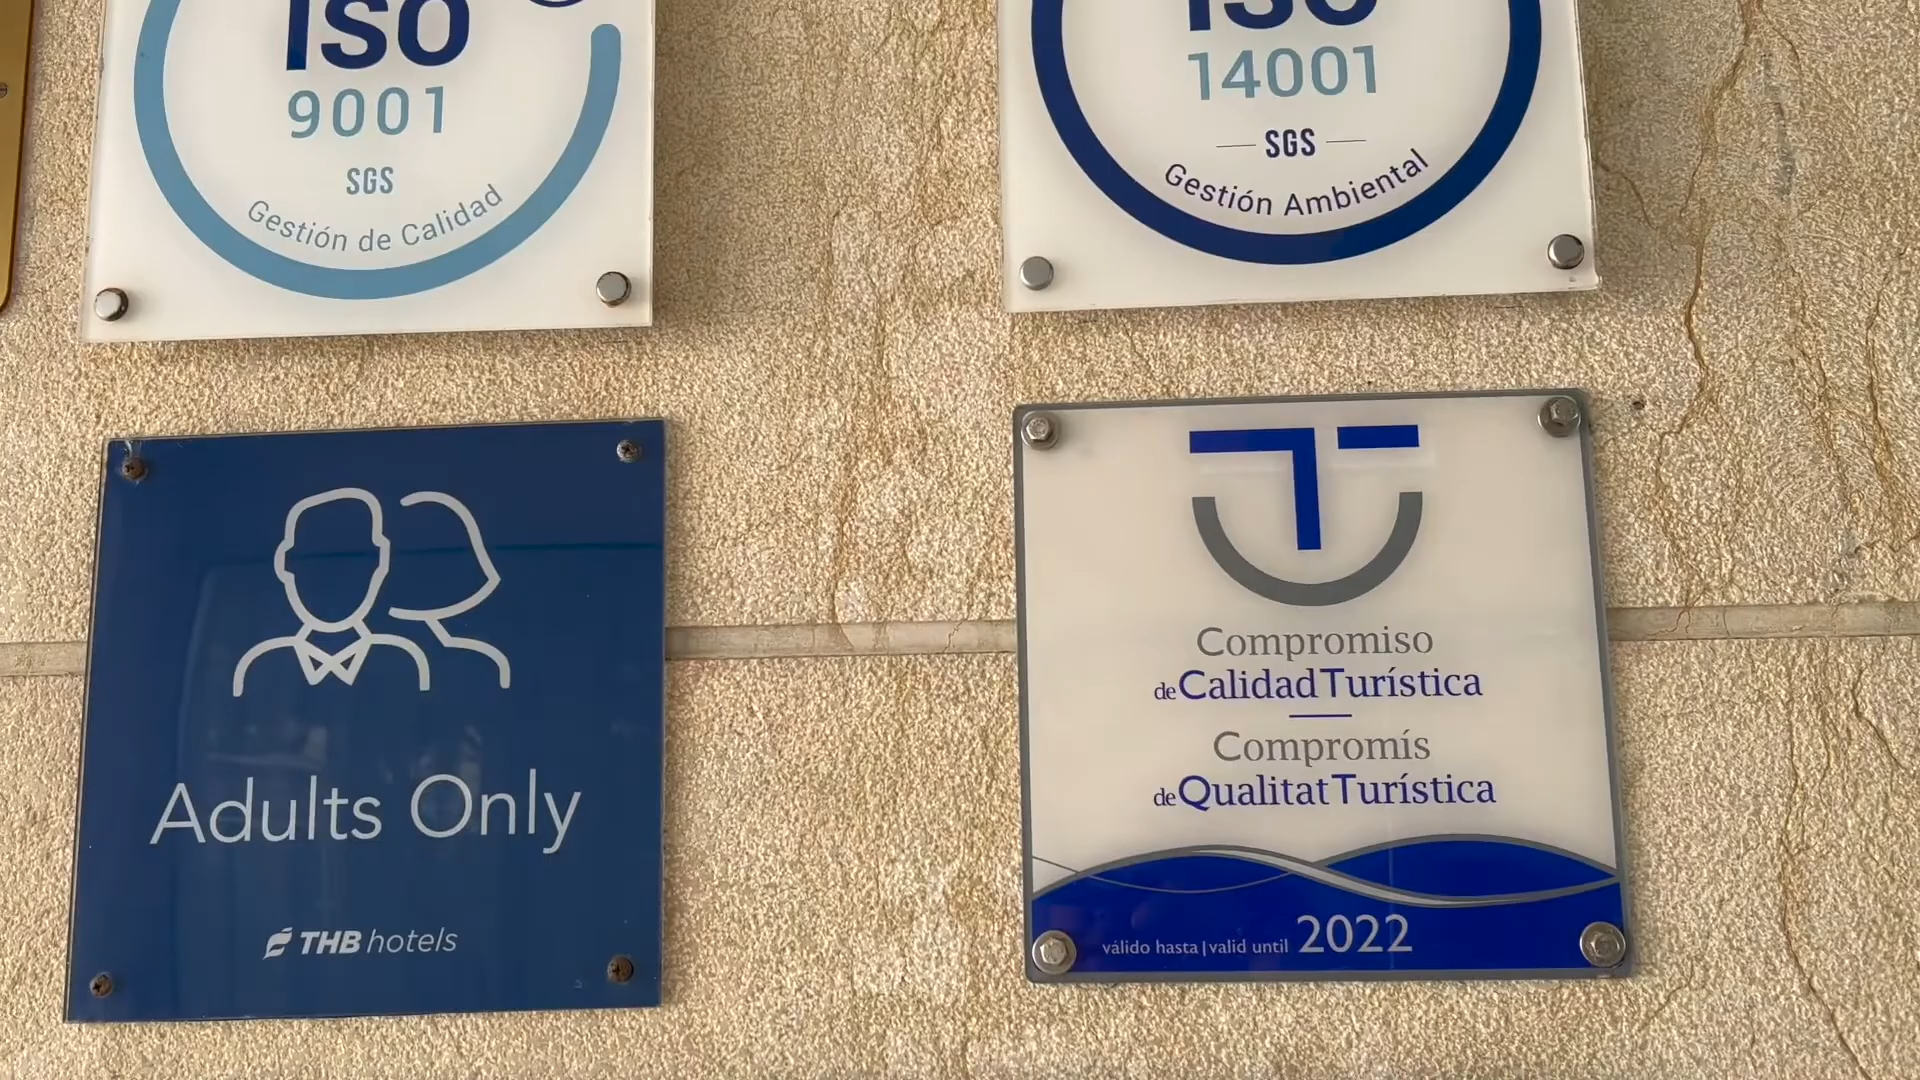 ISO
9001
SGS
Gestión de Calidad
ISO
14001
SGS
Gestión Ambiental
Adults Only
THB hotels
Compromiso
de Calidad Turística
Compromís
de Qualitat Turística
válido hasta | valid until 2022